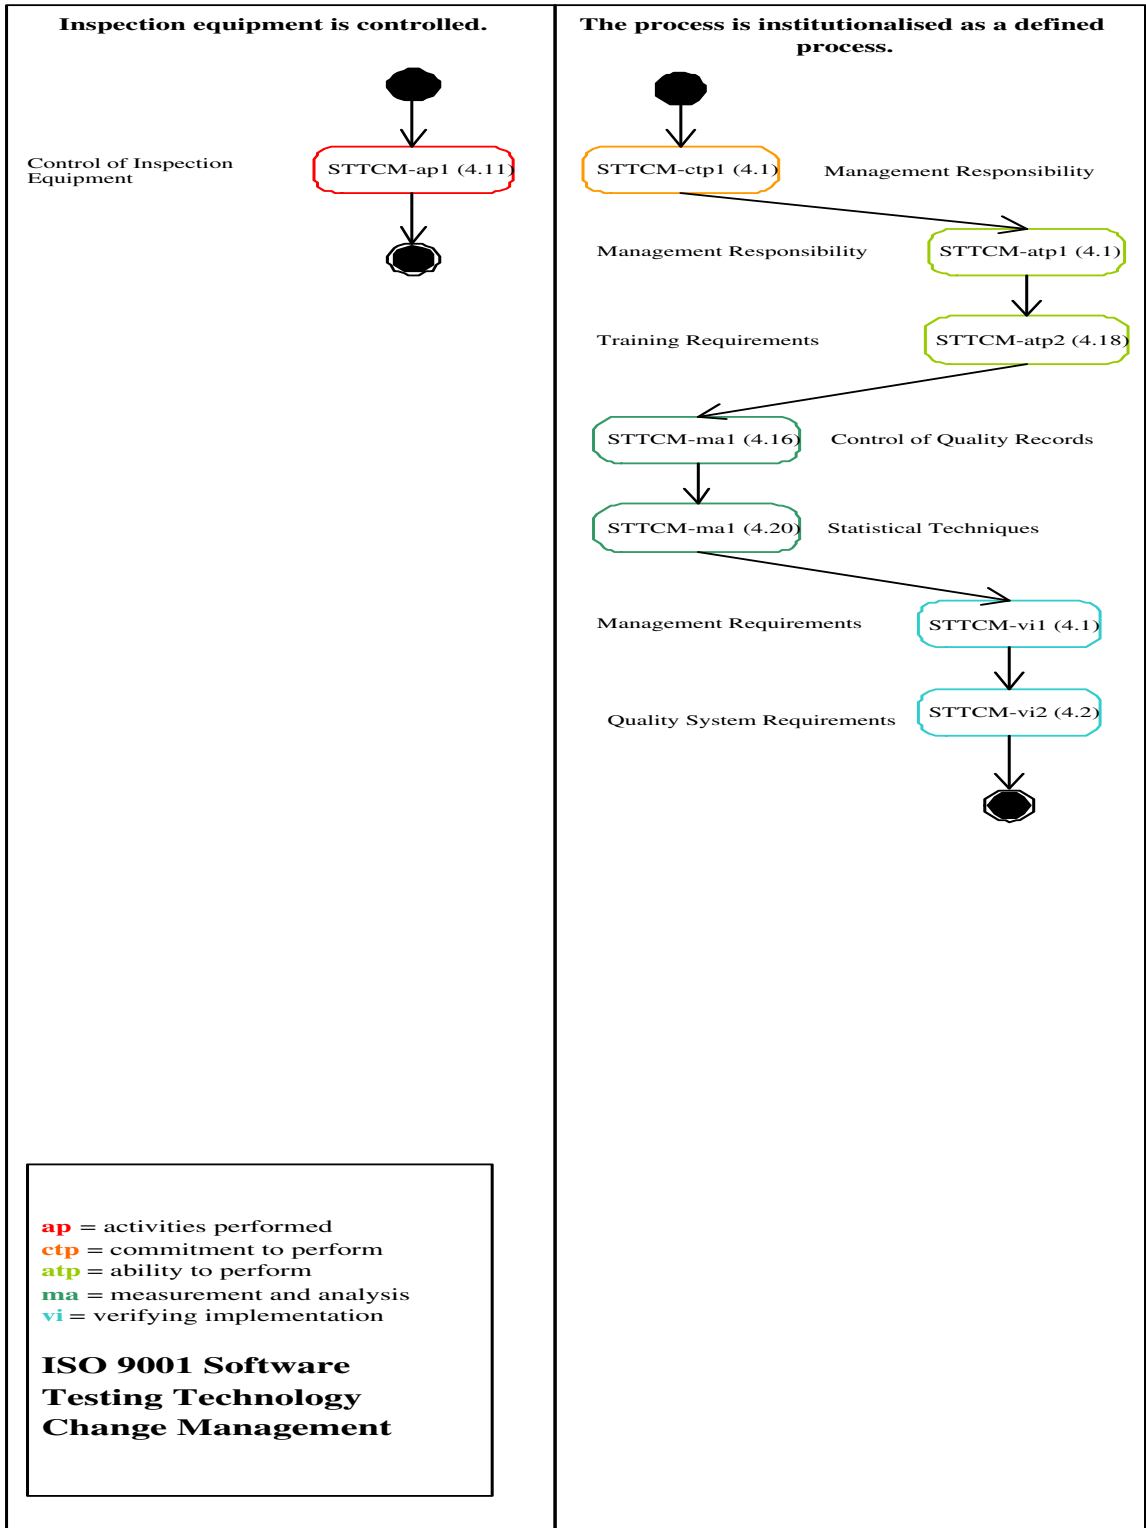 Inspection equipment is controlled.
Control of Inspection
Equipment
STTCM-ap1 (4.11)
The process is institutionalised as a defined
process.
STTCM-ctp1 (4.1)
Management Responsibility
Management Responsibility
STTCM-atp1 (4.1)
Training Requirements
STTCM-atp2 (4.18)
STTCM-ma1 (4.16)
Control of Quality Records
STTCM-ma1 (4.20)
Statistical Techniques
Management Requirements
STTCM-vi1 (4.1)
Quality System Requirements
STTCM-vi2 (4.2)
ap = activities performed
ctp = commitment to perform
atp = ability to perform
ma = measurement and analysis
vi = verifying implementation
ISO 9001 Software
Testing Technology
Change Management